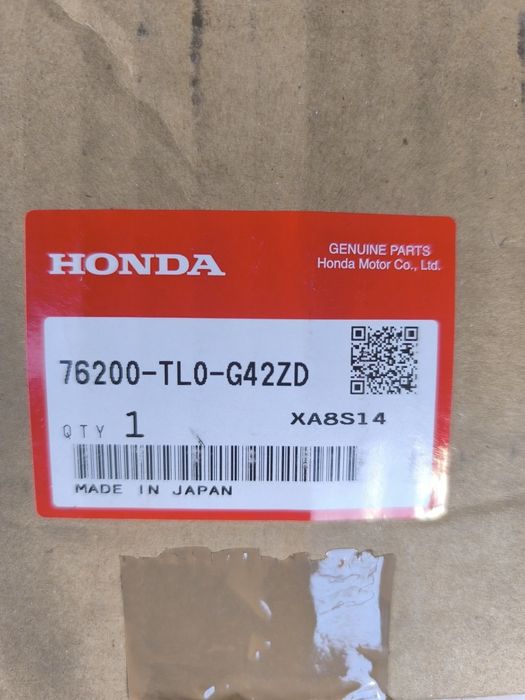 HONDA
GENUINE PARTS
Honda Motor Co., Ltd.
76200-TL0-G42ZD
QTY 1
XA8S14
MADE IN JAPAN